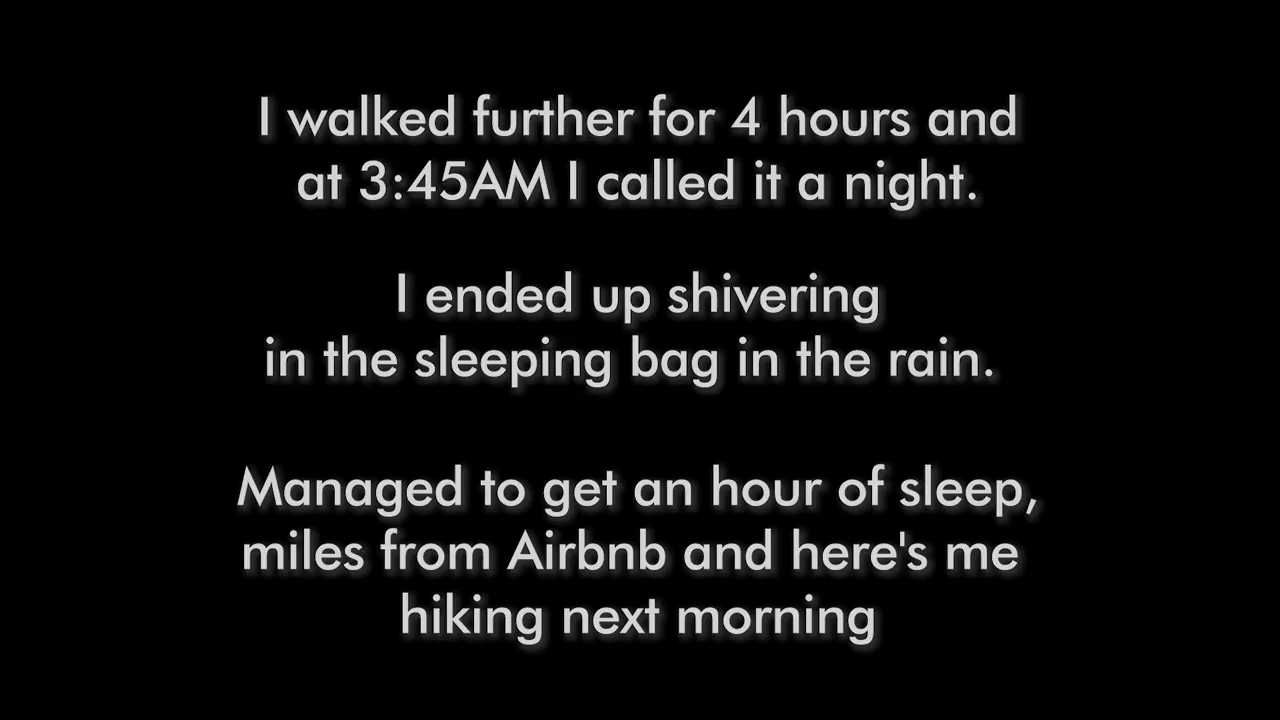 I walked further for 4 hours and
at 3:45AM I called it a night.
I ended up shivering
in the sleeping bag in the rain.
Managed to get an hour of sleep,
miles from Airbnb and here's me
hiking next morning